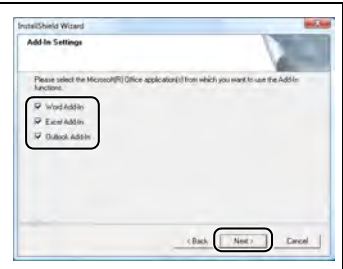 InstallShield Wizard
Add-In Settings
Please select the Microsoft(R) Office application(s) from which you want to use the Add-In
functions.
Word Add-In
Excel Add-In
Outlook Add-In
< Back
Next >
Cancel